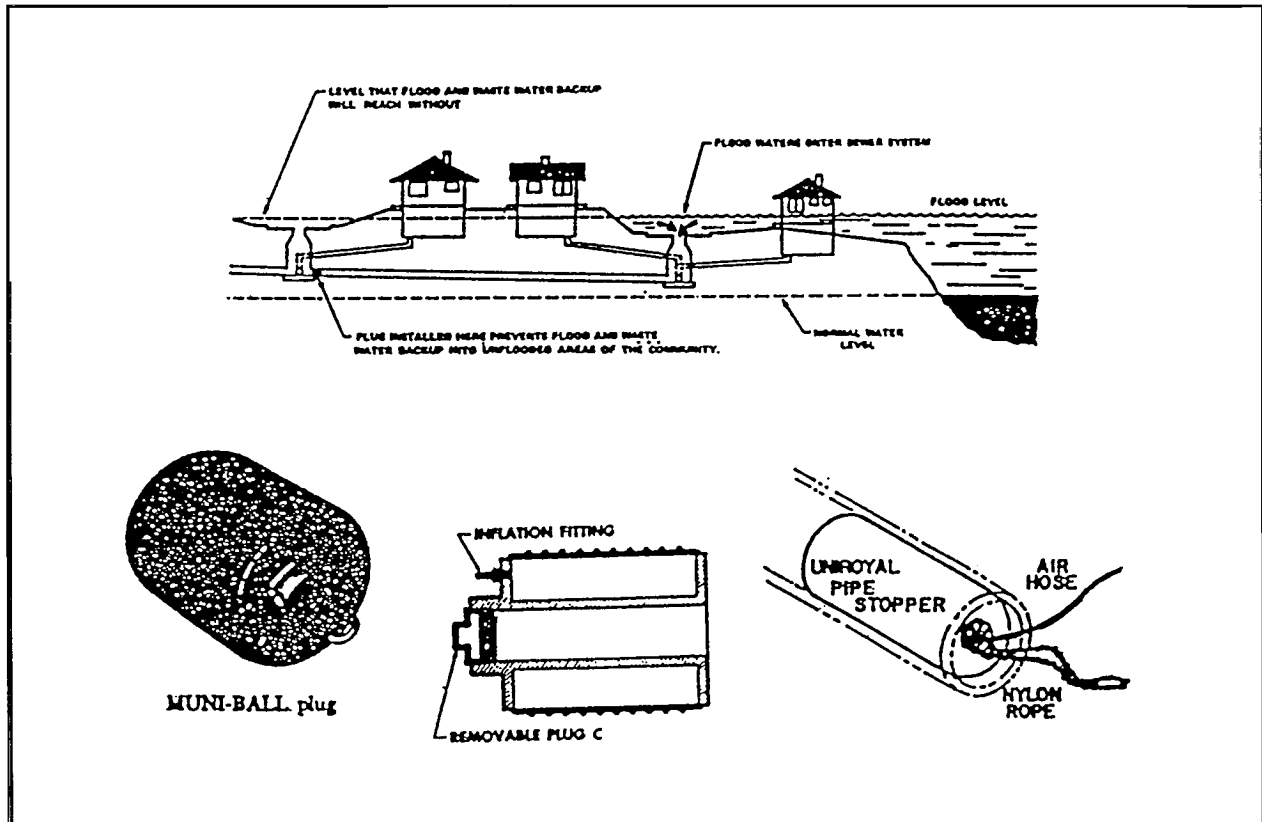 LEVEL THAT FLOOD AND WASTE WATER BACKUP
WILL REACH WITHOUT
FLOOD WATERS ENTER SEWER SYSTEM
FLOOD LEVEL
PLUG INSTALLED HERE PREVENTS FLOOD AND WASTE
WATER BACKUP INTO UNFLOODED AREAS OF THE COMMUNITY.
NORMAL WATER
LEVEL
MUNI-BALL plug
INFLATION FITTING
REMOVABLE PLUG C
UNIROYAL
PIPE
STOPPER
AIR
HOSE
NYLON
ROPE